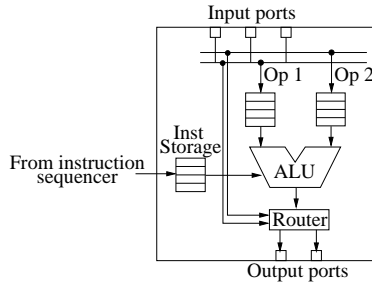 Input ports
Op 1
Op 2
Inst
Storage
From instruction
sequencer
ALU
Router
Output ports